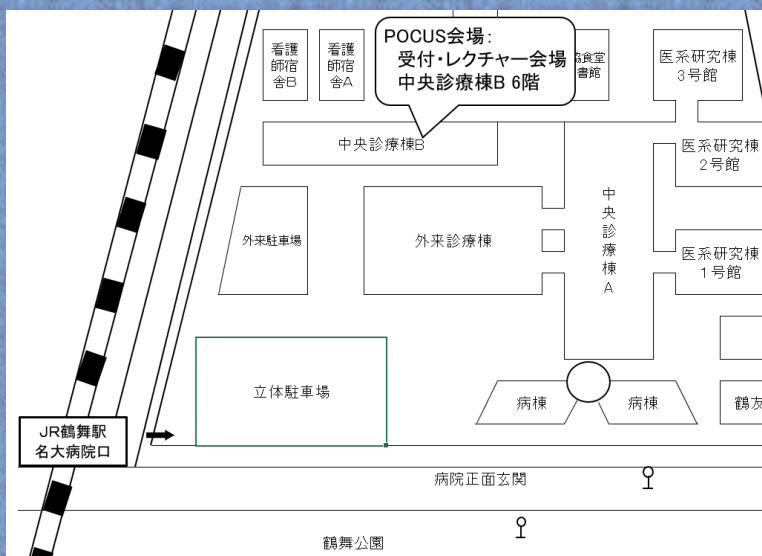 看護
師宿
舎B
看護
師宿
舎A
POCUS会場:
受付・レクチャー会場
中央診療棟B 6階
食堂
書館
医系研究棟
3号館
中央診療棟B
医系研究棟
2号館
外来駐車場
外来診療棟
中央診療棟A
医系研究棟
1号館
立体駐車場
病棟
病棟
鶴友
JR鶴舞駅
名大病院口
病院正面玄関
鶴舞公園